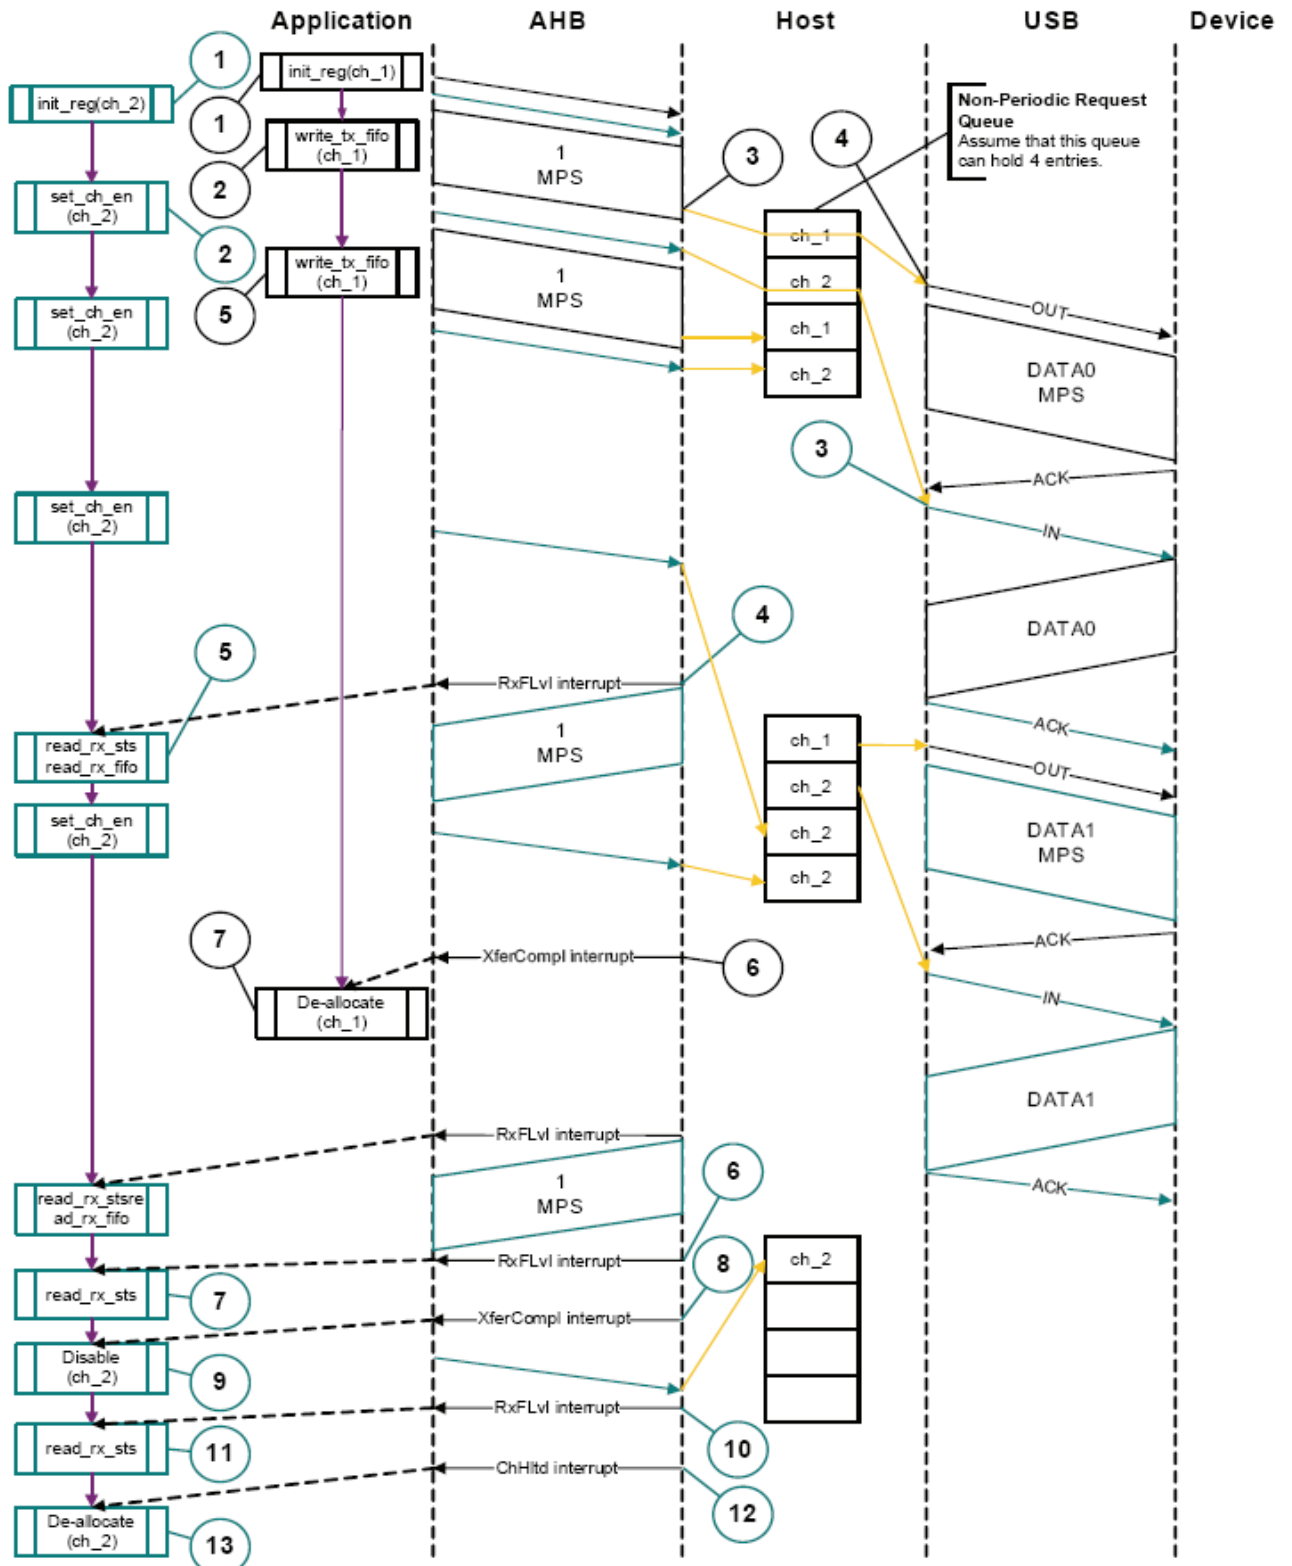 Application AHB Host USB Device
1
init_reg(ch_1)
init_reg(ch_2)
1
Non-Periodic Request
Queue
Assume that this queue
can hold 4 entries.
write_tx_fifo
(ch_1)
4
3
1
MPS
2
set_ch_en
(ch_2)
ch_1
2
write_tx_fifo
(ch_1)
1
MPS
ch_2
5
set_ch_en
(ch_2)
OUT
ch_1
ch_2
DATA0
MPS
3
ACK
set_ch_en
(ch_2)
IN
4
DATA0
5
RxFLvl interrupt
ACK
read_rx_sts
read_rx_fifo
1
MPS
ch_1
OUT
ch_2
set_ch_en
(ch_2)
ch_2
DATA1
MPS
ch_2
7
ACK
XferCompl interrupt
6
De-allocate
(ch_1)
IN
DATA1
RxFLvl interrupt
6
read_rx_stsre
ad_rx_fifo
1
MPS
ACK
RxFLvl interrupt
8
ch_2
read_rx_sts
7
XferCompl interrupt
Disable
(ch_2)
9
RxFLvl interrupt
read_rx_sts
11
10
ChHltd interrupt
12
De-allocate
(ch_2)
13